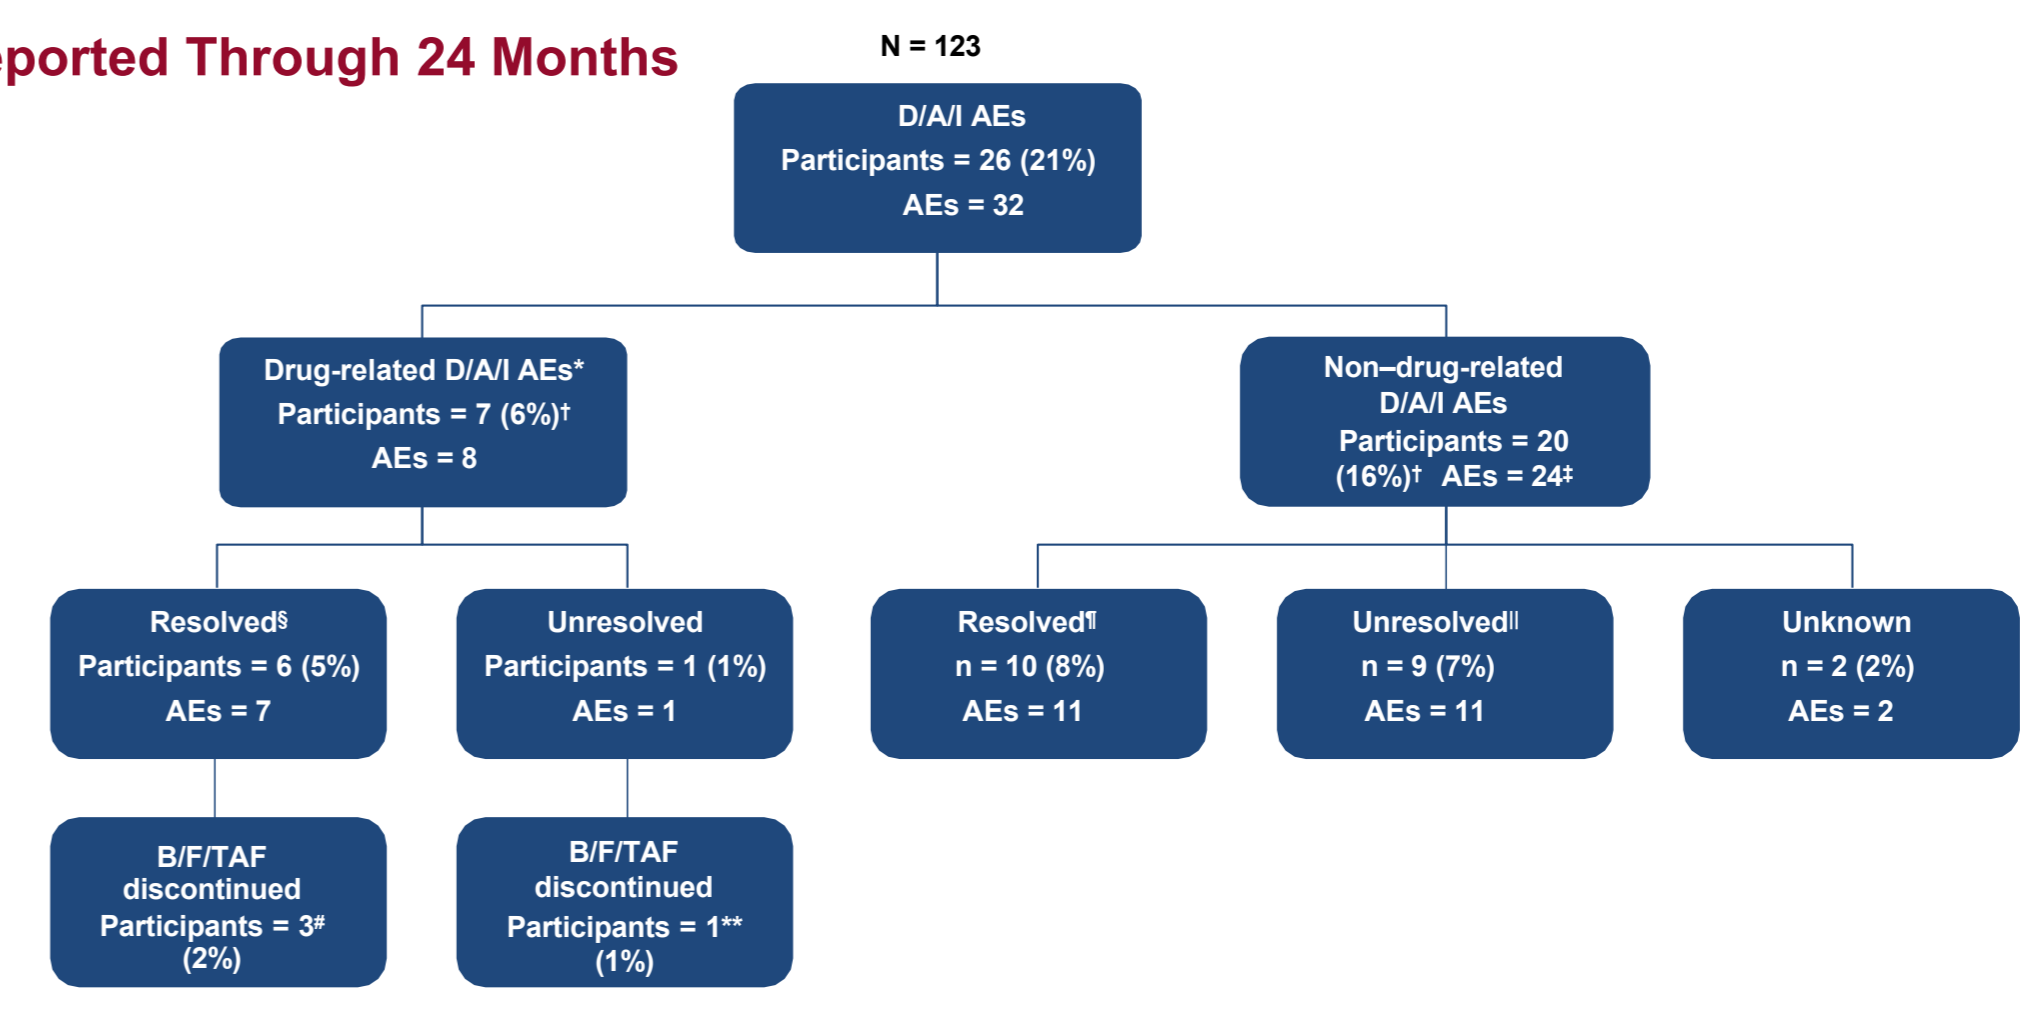 ported Through 24 Months
N = 123
D/A/I AEs
Participants = 26 (21%)
AEs = 32
Drug-related D/A/I AEs*
Participants = 7 (6%)†
AEs = 8
Non–drug-related
D/A/I AEs
Participants = 20
(16%)† AEs = 24‡
Resolved§
Participants = 6 (5%)
AEs = 7
Unresolved
Participants = 1 (1%)
AEs = 1
Resolved¶
n = 10 (8%)
AEs = 11
Unresolved||
n = 9 (7%)
AEs = 11
Unknown
n = 2 (2%)
AEs = 2
B/F/TAF
discontinued
Participants = 3#
(2%)
B/F/TAF
discontinued
Participants = 1**
(1%)